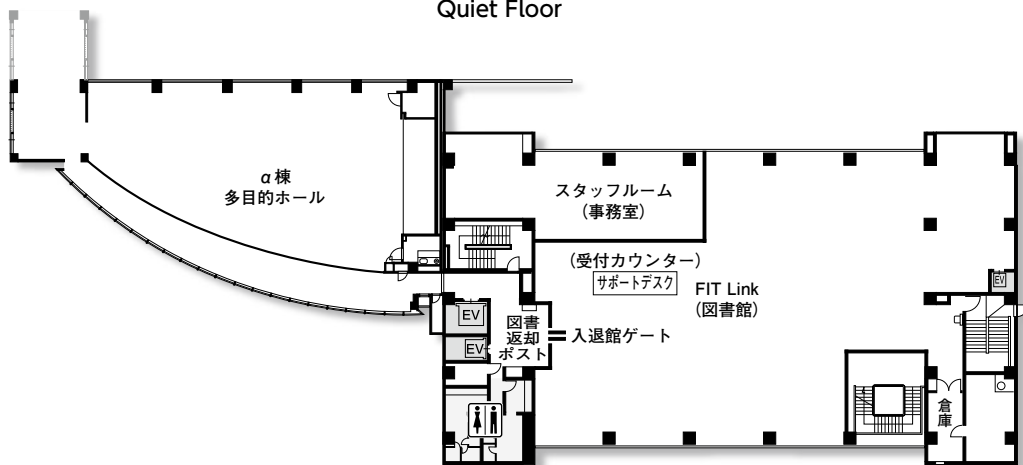 Quiet Floor
α棟
多目的ホール
スタッフルーム
（事務室）
（受付カウンター）
サポートデスク
FIT Link
（図書館）
EV
EV
EV
図書
返却
ポスト
入退館ゲート
倉
庫